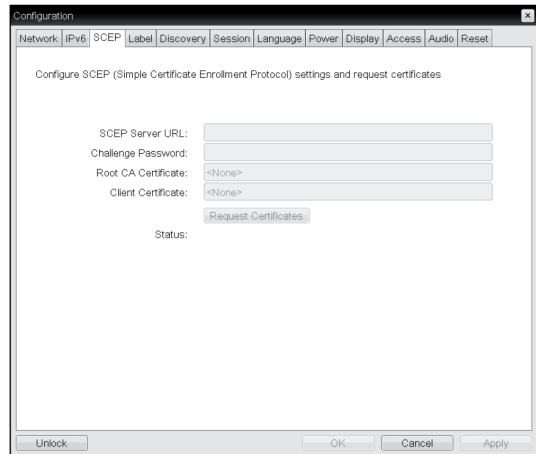 Configuration
Network IPv6 SCEP Label Discovery Session Language Power Display Access Audio Reset
Configure SCEP (Simple Certificate Enrollment Protocol) settings and request certificates
SCEP Server URL:
Challenge Password:
Root CA Certificate: <None>
Client Certificate: <None>
Request Certificates
Status:
Unlock OK Cancel Apply